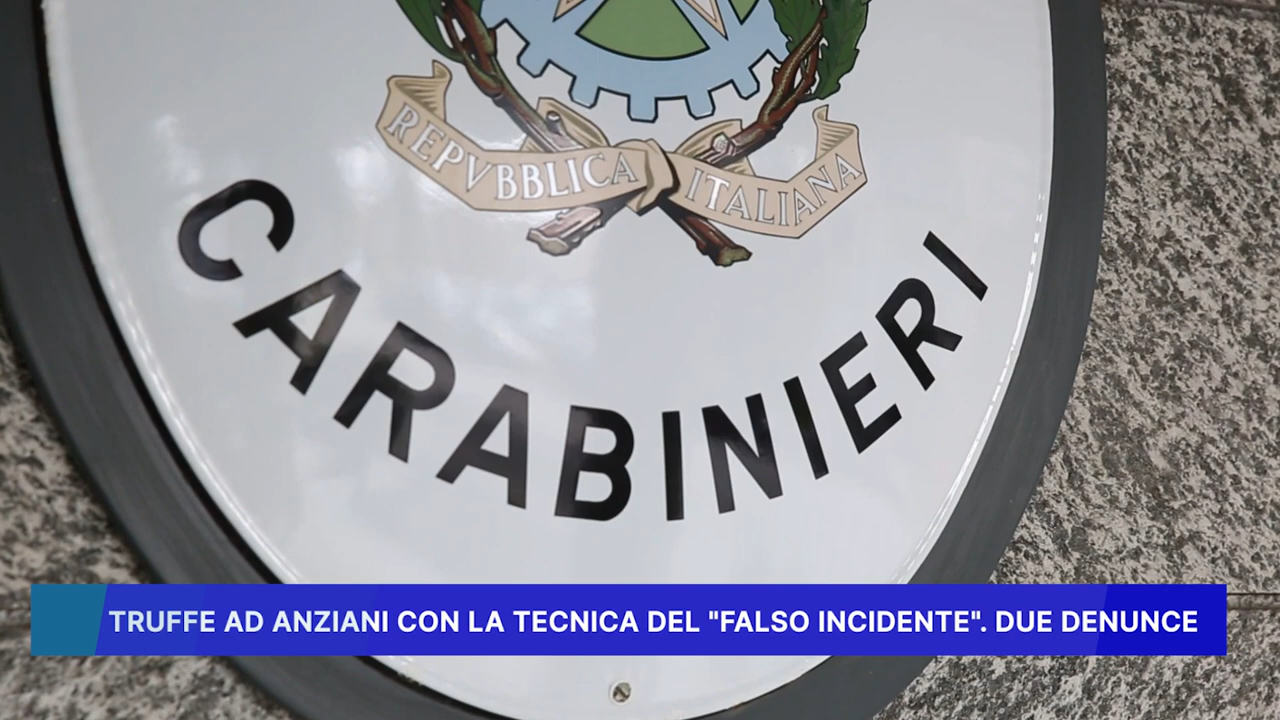 REPVBBLICA ITALIANA
CARABINIERI
TRUFFE AD ANZIANI CON LA TECNICA DEL "FALSO INCIDENTE". DUE DENUNCE